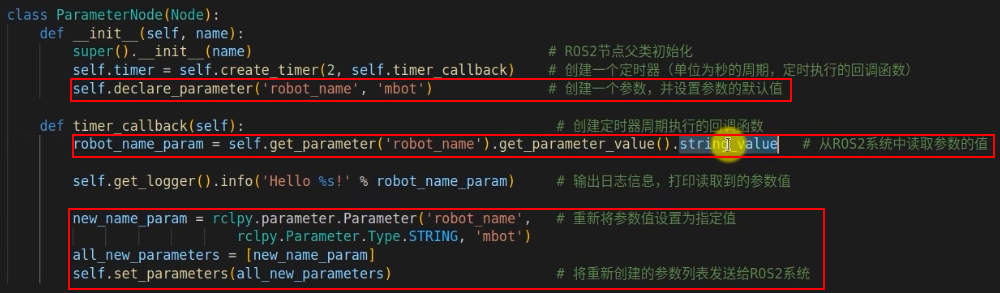 class ParameterNode(Node):
    def __init__(self, name):
        super().__init__(name)                                  # ROS2节点父类初始化
        self.timer = self.create_timer(2, self.timer_callback)    # 创建一个定时器（单位为秒的周期，定时执行的回调函数）
        self.declare_parameter('robot_name', 'mbot')              # 创建一个参数，并设置参数的默认值
    def timer_callback(self):                                      # 创建定时器周期执行的回调函数
        robot_name_param = self.get_parameter('robot_name').get_parameter_value().string_value   # 从ROS2系统中读取参数的值
        self.get_logger().info('Hello %s!' % robot_name_param)     # 输出日志信息，打印读取到的参数值
        new_name_param = rclpy.parameter.Parameter('robot_name',   # 重新将参数值设置为指定值
                            rclpy.Parameter.Type.STRING, 'mbot')
        all_new_parameters = [new_name_param]
        self.set_parameters(all_new_parameters)                    # 将重新创建的参数列表发送给ROS2系统